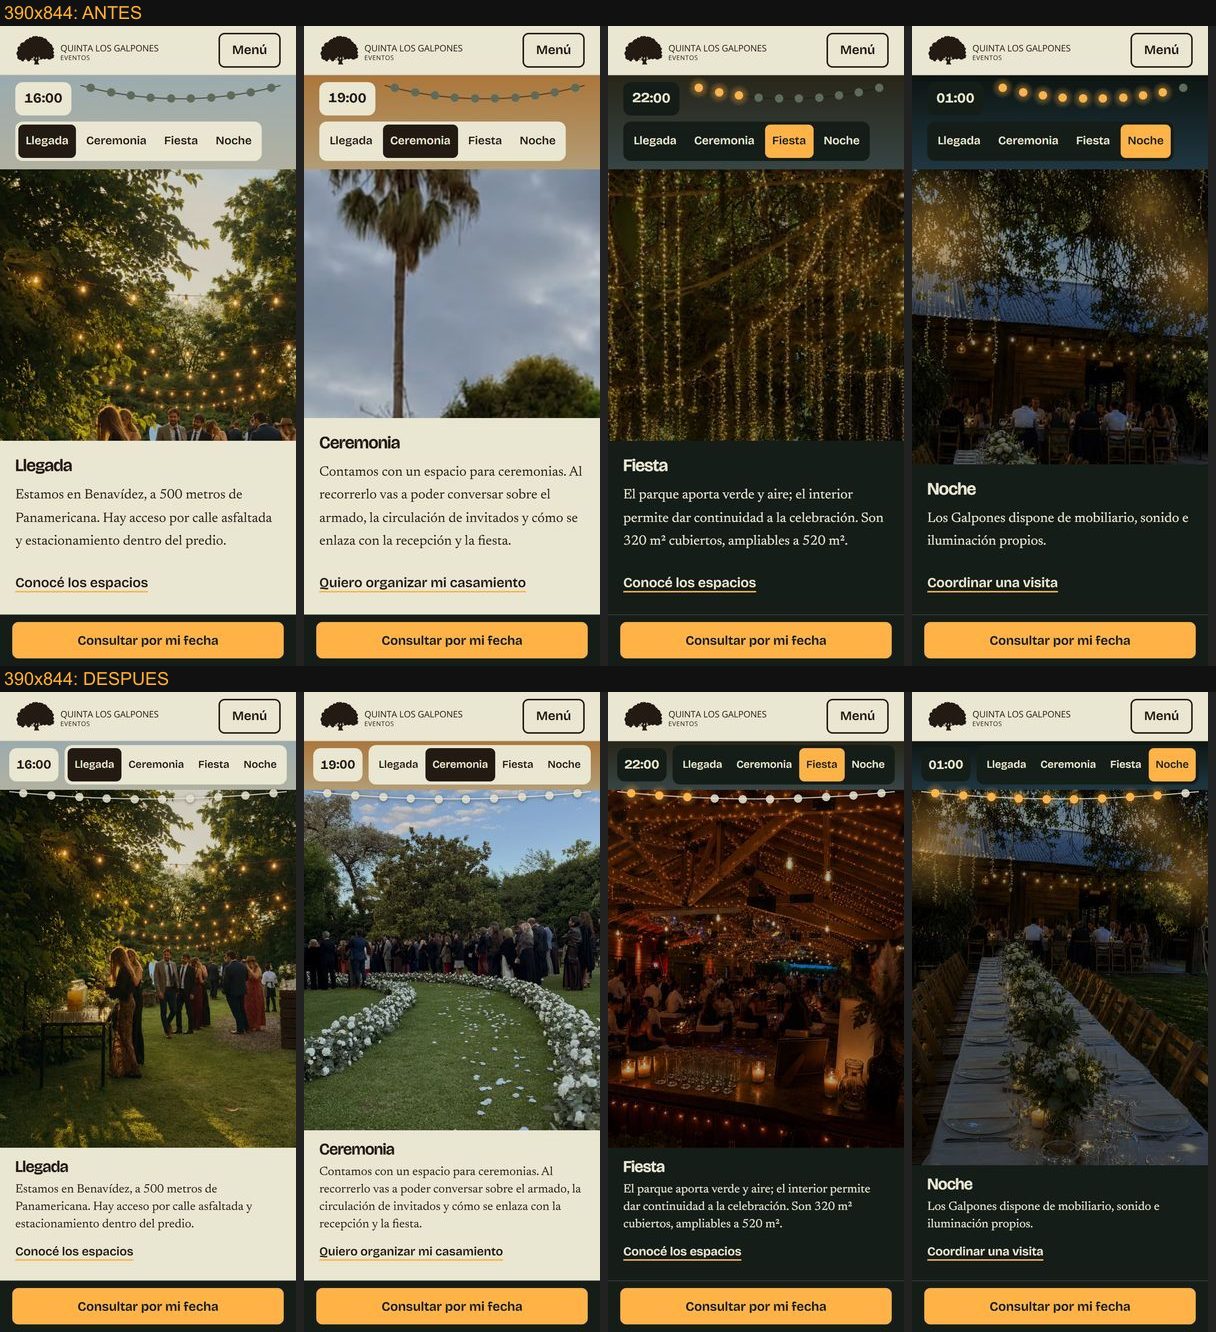 390x844: ANTES
QUINTA LOS GALPONES
EVENTOS
Menú
16:00
Llegada Ceremonia Fiesta Noche
Llegada
Estamos en Benavídez, a 500 metros de
Panamericana. Hay acceso por calle asfaltada
y estacionamiento dentro del predio.
Conocé los espacios
Consultar por mi fecha
QUINTA LOS GALPONES
EVENTOS
Menú
19:00
Llegada Ceremonia Fiesta Noche
Ceremonia
Contamos con un espacio para ceremonias. Al
recorrerlo vas a poder conversar sobre el
armado, la circulación de invitados y cómo se
enlaza con la recepción y la fiesta.
Quiero organizar mi casamiento
Consultar por mi fecha
QUINTA LOS GALPONES
EVENTOS
Menú
22:00
Llegada Ceremonia Fiesta Noche
Fiesta
El parque aporta verde y aire; el interior
permite dar continuidad a la celebración. Son
320 m² cubiertos, ampliables a 520 m².
Conocé los espacios
Consultar por mi fecha
QUINTA LOS GALPONES
EVENTOS
Menú
01:00
Llegada Ceremonia Fiesta Noche
Noche
Los Galpones dispone de mobiliario, sonido e
iluminación propios.
Coordinar una visita
Consultar por mi fecha
390x844: DESPUES
QUINTA LOS GALPONES
EVENTOS
Menú
16:00
Llegada Ceremonia Fiesta Noche
Llegada
Estamos en Benavídez, a 500 metros de
Panamericana. Hay acceso por calle asfaltada y
estacionamiento dentro del predio.
Conocé los espacios
Consultar por mi fecha
QUINTA LOS GALPONES
EVENTOS
Menú
19:00
Llegada Ceremonia Fiesta Noche
Ceremonia
Contamos con un espacio para ceremonias. Al
recorrerlo vas a poder conversar sobre el armado, la
circulación de invitados y cómo se enlaza con la
recepción y la fiesta.
Quiero organizar mi casamiento
Consultar por mi fecha
QUINTA LOS GALPONES
EVENTOS
Menú
22:00
Llegada Ceremonia Fiesta Noche
Fiesta
El parque aporta verde y aire; el interior permite
dar continuidad a la celebración. Son 320 m²
cubiertos, ampliables a 520 m².
Conocé los espacios
Consultar por mi fecha
QUINTA LOS GALPONES
EVENTOS
Menú
01:00
Llegada Ceremonia Fiesta Noche
Noche
Los Galpones dispone de mobiliario, sonido e
iluminación propios.
Coordinar una visita
Consultar por mi fecha